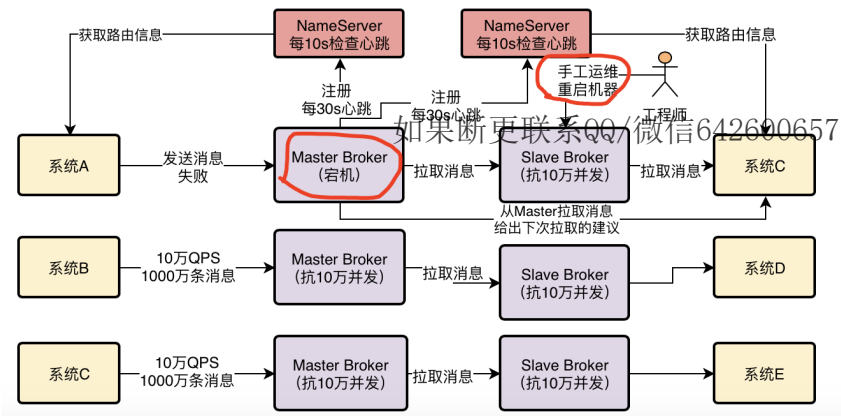 NameServer
每10s检查心跳
NameServer
每10s检查心跳
获取路由信息
获取路由信息
注册
每30s心跳
注册
每30s心跳
手工运维
重启机器
工程师
如果断更联系QQ/微信642600657
系统A
发送消息
失败
Master Broker
（宕机）
拉取消息
Slave Broker
（抗10万并发）
拉取消息
系统C
从Master拉取消息
给出下次拉取的建议
系统B
10万QPS
1000万条消息
Master Broker
（抗10万并发）
拉取消息
Slave Broker
（抗10万并发）
系统D
系统C
10万QPS
1000万条消息
Master Broker
（抗10万并发）
拉取消息
Slave Broker
（抗10万并发）
系统E